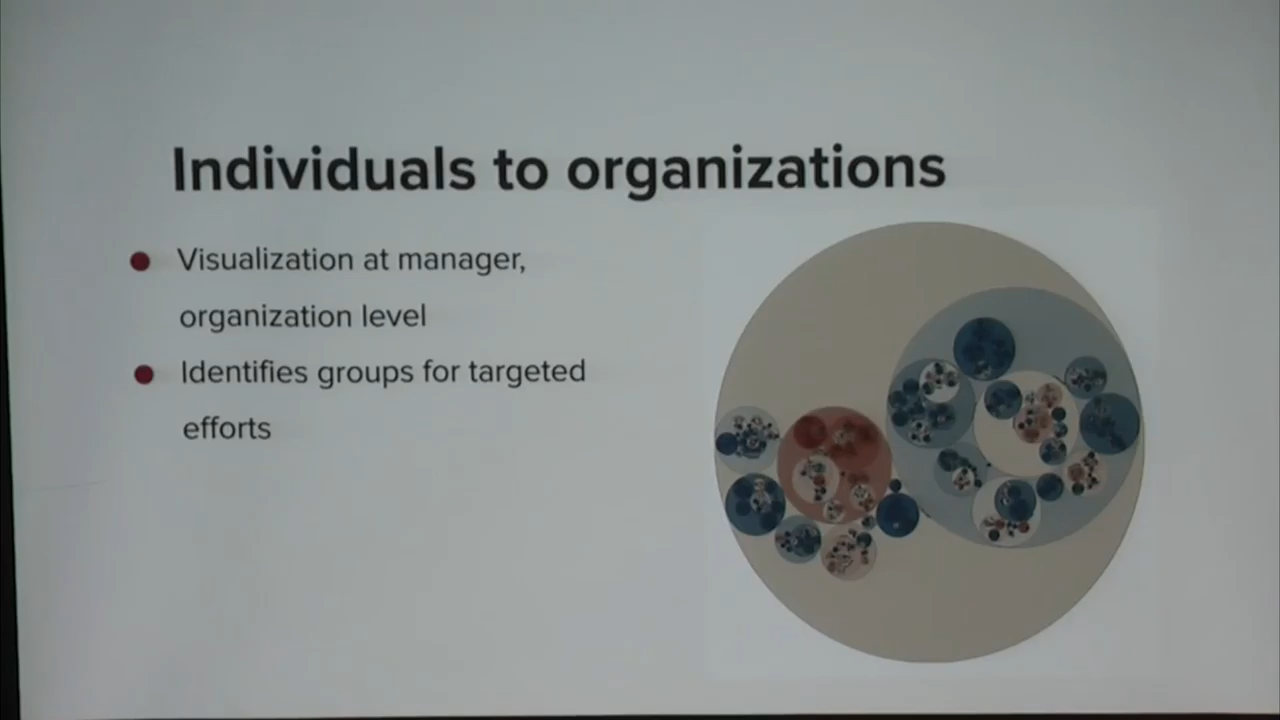 Individuals to organizations
Visualization at manager,
organization level
Identifies groups for targeted
efforts